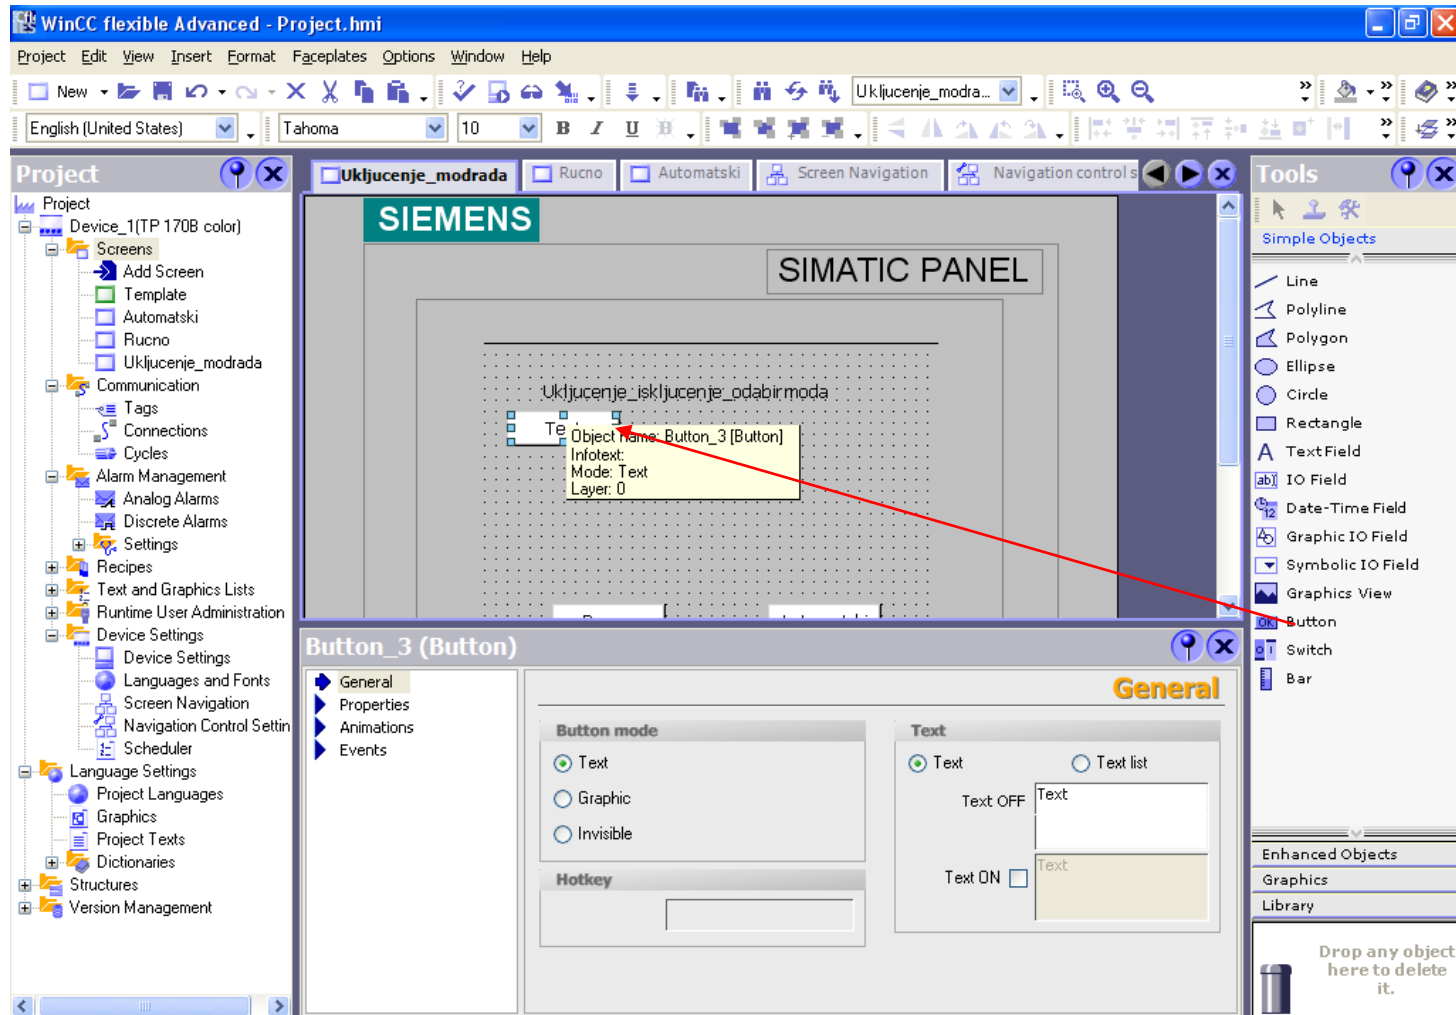 WinCC flexible Advanced - Project.hmi
Project Edit View Insert Format Faceplates Options Window Help
New Ukljucenje_modra...
English (United States) Tahoma 10 B I U
Project
Project
Device_1(TP 170B color)
Screens
Add Screen
Template
Automatski
Rucno
Ukljucenje_modrada
Communication
Tags
Connections
Cycles
Alarm Management
Analog Alarms
Discrete Alarms
Settings
Recipes
Text and Graphics Lists
Runtime User Administration
Device Settings
Device Settings
Languages and Fonts
Screen Navigation
Navigation Control Settin
Scheduler
Language Settings
Project Languages
Graphics
Project Texts
Dictionaries
Structures
Version Management
Ukljucenje_modrada Rucno Automatski Screen Navigation Navigation control s
SIEMENS
SIMATIC PANEL
Ukljucenje_iskljucenje_odabirmoda
Object name: Button_3 [Button]
Infotext:
Mode: Text
Layer: 0
Button_3 (Button)
General
Properties
Animations
Events
General
Button mode
Text
Graphic
Invisible
Hotkey
Text
Text Text list
Text OFF Text
Text ON Text
Tools
Simple Objects
Line
Polyline
Polygon
Ellipse
Circle
Rectangle
TextField
IO Field
Date-Time Field
Graphic IO Field
Symbolic IO Field
Graphics View
Button
Switch
Bar
Enhanced Objects
Graphics
Library
Drop any object
here to delete
it.